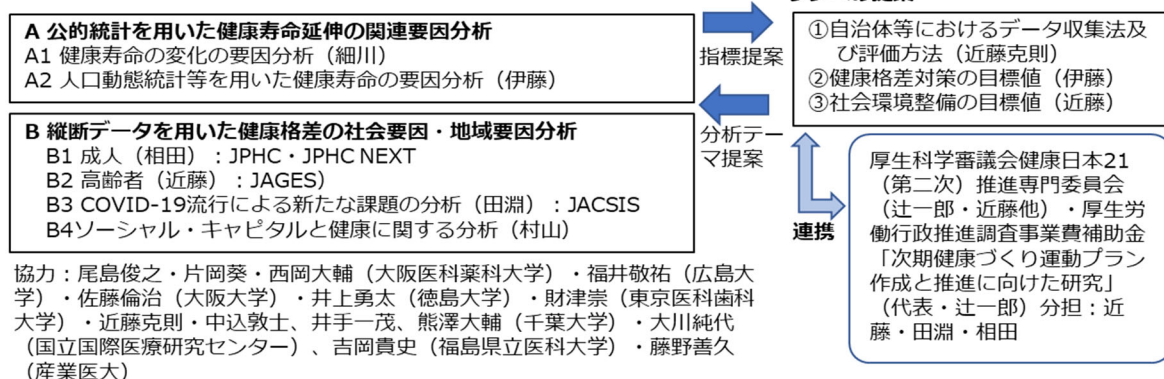 A 公的統計を用いた健康寿命延伸の関連要因分析
A1 健康寿命の変化の要因分析（細川）
A2 人口動態統計等を用いた健康寿命の要因分析（伊藤）
指標提案
①自治体等におけるデータ収集法及
び評価方法（近藤克則）
②健康格差対策の目標値（伊藤）
③社会環境整備の目標値（近藤）
B 縦断データを用いた健康格差の社会要因・地域要因分析
B1 成人（相田）：JPHC・JPHC NEXT
B2 高齢者（近藤）：JAGES)
B3 COVID-19流行による新たな課題の分析（田淵）：JACSIS
B4ソーシャル・キャピタルと健康に関する分析（村山）
分析テー
マ提案
連携
厚生科学審議会健康日本21
（第二次）推進専門委員会
（辻一郎・近藤他）・厚生労
働行政推進調査事業費補助金
「次期健康づくり運動プラン
作成と推進に向けた研究」
（代表・辻一郎）分担：近
藤・田淵・相田
協力：尾島俊之・片岡葵・西岡大輔（大阪医科薬科大学）・福井敬祐（広島大
学）・佐藤倫治（大阪大学）・井上勇太（徳島大学）・財津崇（東京医科歯科
大学）・近藤克則・中込敦士、井手一茂、熊澤大輔（千葉大学）・大川純代
（国立国際医療研究センター）、吉岡貴史（福島県立医科大学）・藤野善久
（産業医大）